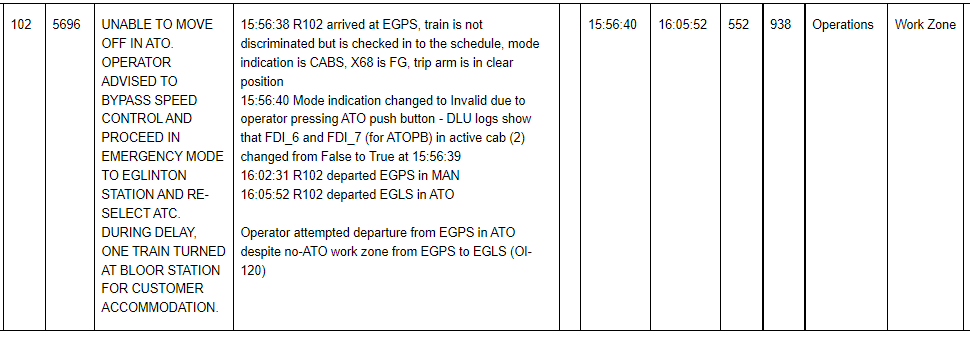 102
5696
UNABLE TO MOVE
OFF IN ATO.
OPERATOR
ADVISED TO
BYPASS SPEED
CONTROL AND
PROCEED IN
EMERGENCY MODE
TO EGLINTON
STATION AND RE-
SELECT ATC.
DURING DELAY,
ONE TRAIN TURNED
AT BLOOR STATION
FOR CUSTOMER
ACCOMMODATION.
15:56:38 R102 arrived at EGPS, train is not
discriminated but is checked in to the schedule, mode
indication is CABS, X68 is FG, trip arm is in clear
position
15:56:40 Mode indication changed to Invalid due to
operator pressing ATO push button - DLU logs show
that FDI_6 and FDI_7 (for ATOPB) in active cab (2)
changed from False to True at 15:56:39
16:02:31 R102 departed EGPS in MAN
16:05:52 R102 departed EGLS in ATO
Operator attempted departure from EGPS in ATO
despite no-ATO work zone from EGPS to EGLS (OI-
120)
15:56:40
16:05:52
552
938
Operations
Work Zone